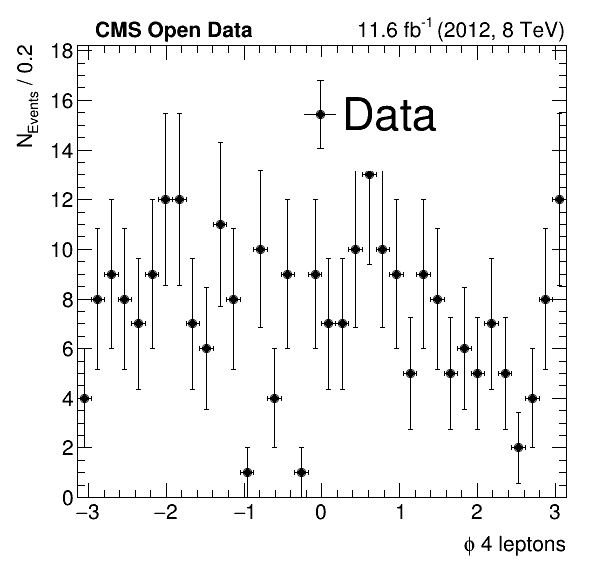 CMS Open Data 11.6 fb⁻¹ (2012, 8 TeV)
N_Events / 0.2
Data
18
16
14
12
10
8
6
4
2
0
−3 −2 −1 0 1 2 3
ϕ 4 leptons